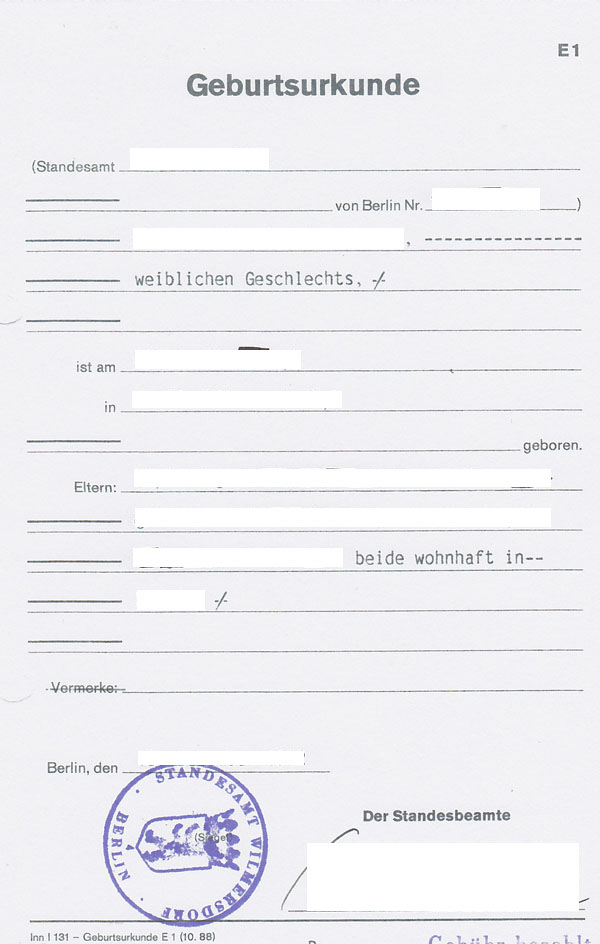 E 1
Geburtsurkunde
(Standesamt
von Berlin Nr. )
, --------------------
weiblichen Geschlechts, -/-
ist am
in
geboren.
Eltern:
beide wohnhaft in--
-/-
Vermerke:
Berlin, den
STANDESAMT WILMERSDORF
BERLIN
(Siegel)
Der Standesbeamte
Inn I 131 – Geburtsurkunde E 1 (10. 88)
Gebühr bezahlt